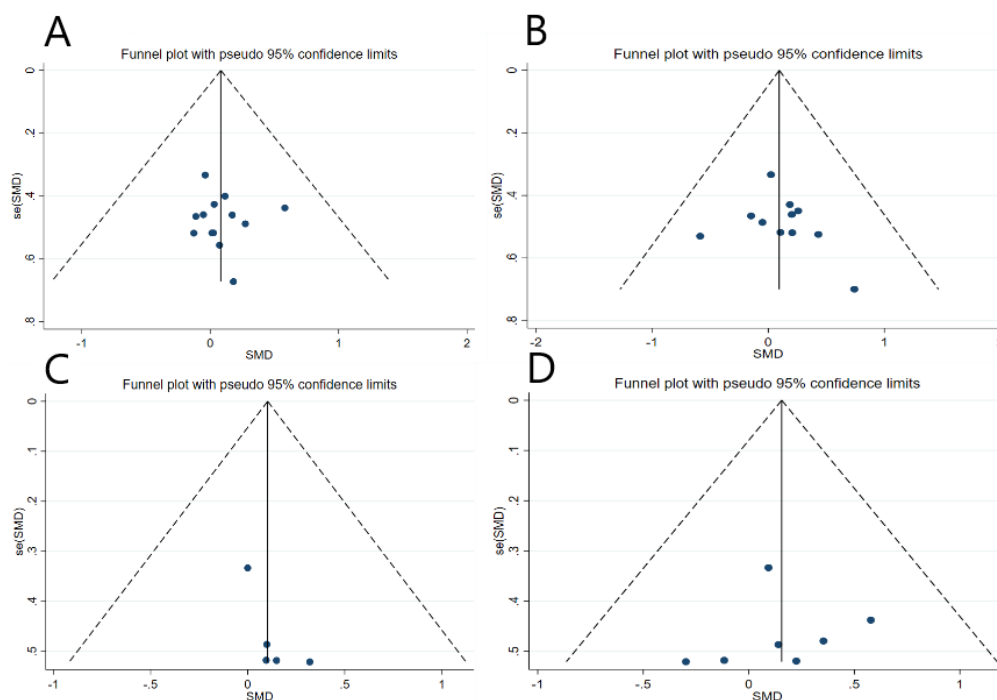 A
Funnel plot with pseudo 95% confidence limits
0
.2
.4
.6
.8
se(SMD)
-1
0
1
2
SMD
B
Funnel plot with pseudo 95% confidence limits
0
.2
.4
.6
.8
se(SMD)
-2
-1
0
1
SMD
C
Funnel plot with pseudo 95% confidence limits
0
.1
.2
.3
.4
.5
se(SMD)
-1
-.5
0
.5
1
SMD
D
Funnel plot with pseudo 95% confidence limits
0
.1
.2
.3
.4
.5
se(SMD)
-1
-.5
0
.5
1
SMD